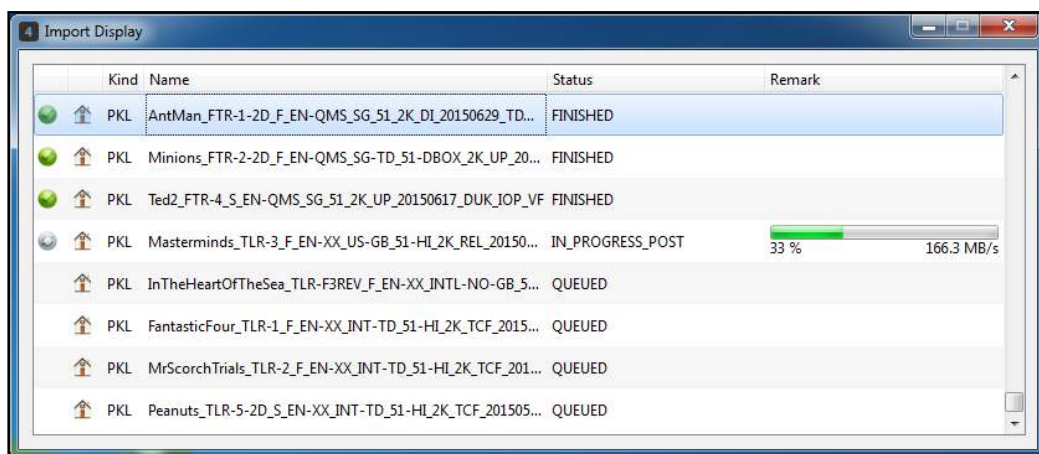 4 Import Display
Kind Name Status Remark
PKL AntMan_FTR-1-2D_F_EN-QMS_SG_51_2K_DI_20150629_TD... FINISHED
PKL Minions_FTR-2-2D_F_EN-QMS_SG-TD_51-DBOX_2K_UP_20... FINISHED
PKL Ted2_FTR-4_S_EN-QMS_SG_51_2K_UP_20150617_DUK_IOP_VF FINISHED
PKL Masterminds_TLR-3_F_EN-XX_US-GB_51-HI_2K_REL_20150... IN_PROGRESS_POST
33 % 166.3 MB/s
PKL InTheHeartOfTheSea_TLR-F3REV_F_EN-XX_INTL-NO-GB_5... QUEUED
PKL FantasticFour_TLR-1_F_EN-XX_INT-TD_51-HI_2K_TCF_2015... QUEUED
PKL MrScorchTrials_TLR-2_F_EN-XX_INT-TD_51-HI_2K_TCF_201... QUEUED
PKL Peanuts_TLR-5-2D_S_EN-XX_INT-TD_51-HI_2K_TCF_201505... QUEUED